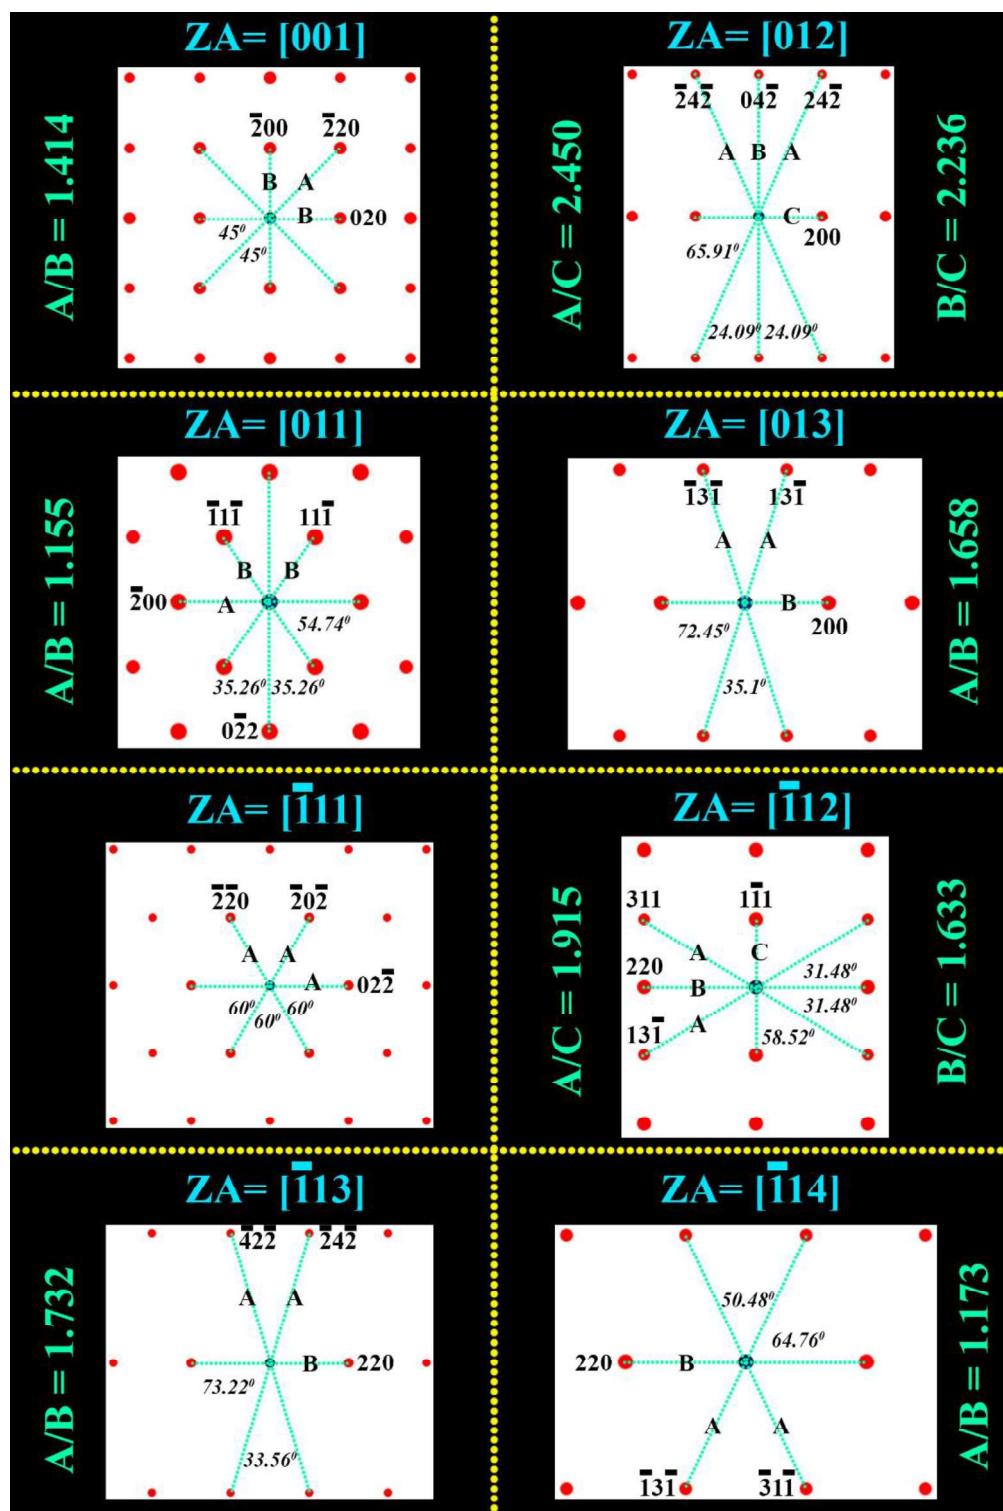 ZA= [001]
A/B = 1.414
2̄00
2̄20
B
A
B
020
45⁰
45⁰
ZA= [012]
A/C = 2.450
B/C = 2.236
2̄42̄
042̄
242̄
A
B
A
C
200
65.91⁰
24.09⁰
24.09⁰
ZA= [011]
A/B = 1.155
1̄11̄
111̄
B
B
2̄00
A
54.74⁰
35.26⁰
35.26⁰
02̄2
ZA= [013]
A/B = 1.658
1̄31̄
131̄
A
A
B
200
72.45⁰
35.1⁰
ZA= [1̄11]
2̄2̄0
2̄02̄
A
A
A
022̄
60⁰
60⁰
60⁰
ZA= [1̄12]
A/C = 1.915
B/C = 1.633
311
11̄1
A
C
220
B
31.48⁰
31.48⁰
A
131̄
58.52⁰
ZA= [1̄13]
A/B = 1.732
4̄22̄
2̄42̄
A
A
B
220
73.22⁰
33.56⁰
ZA= [1̄14]
A/B = 1.173
50.48⁰
64.76⁰
220
B
A
A
1̄31̄
3̄11̄